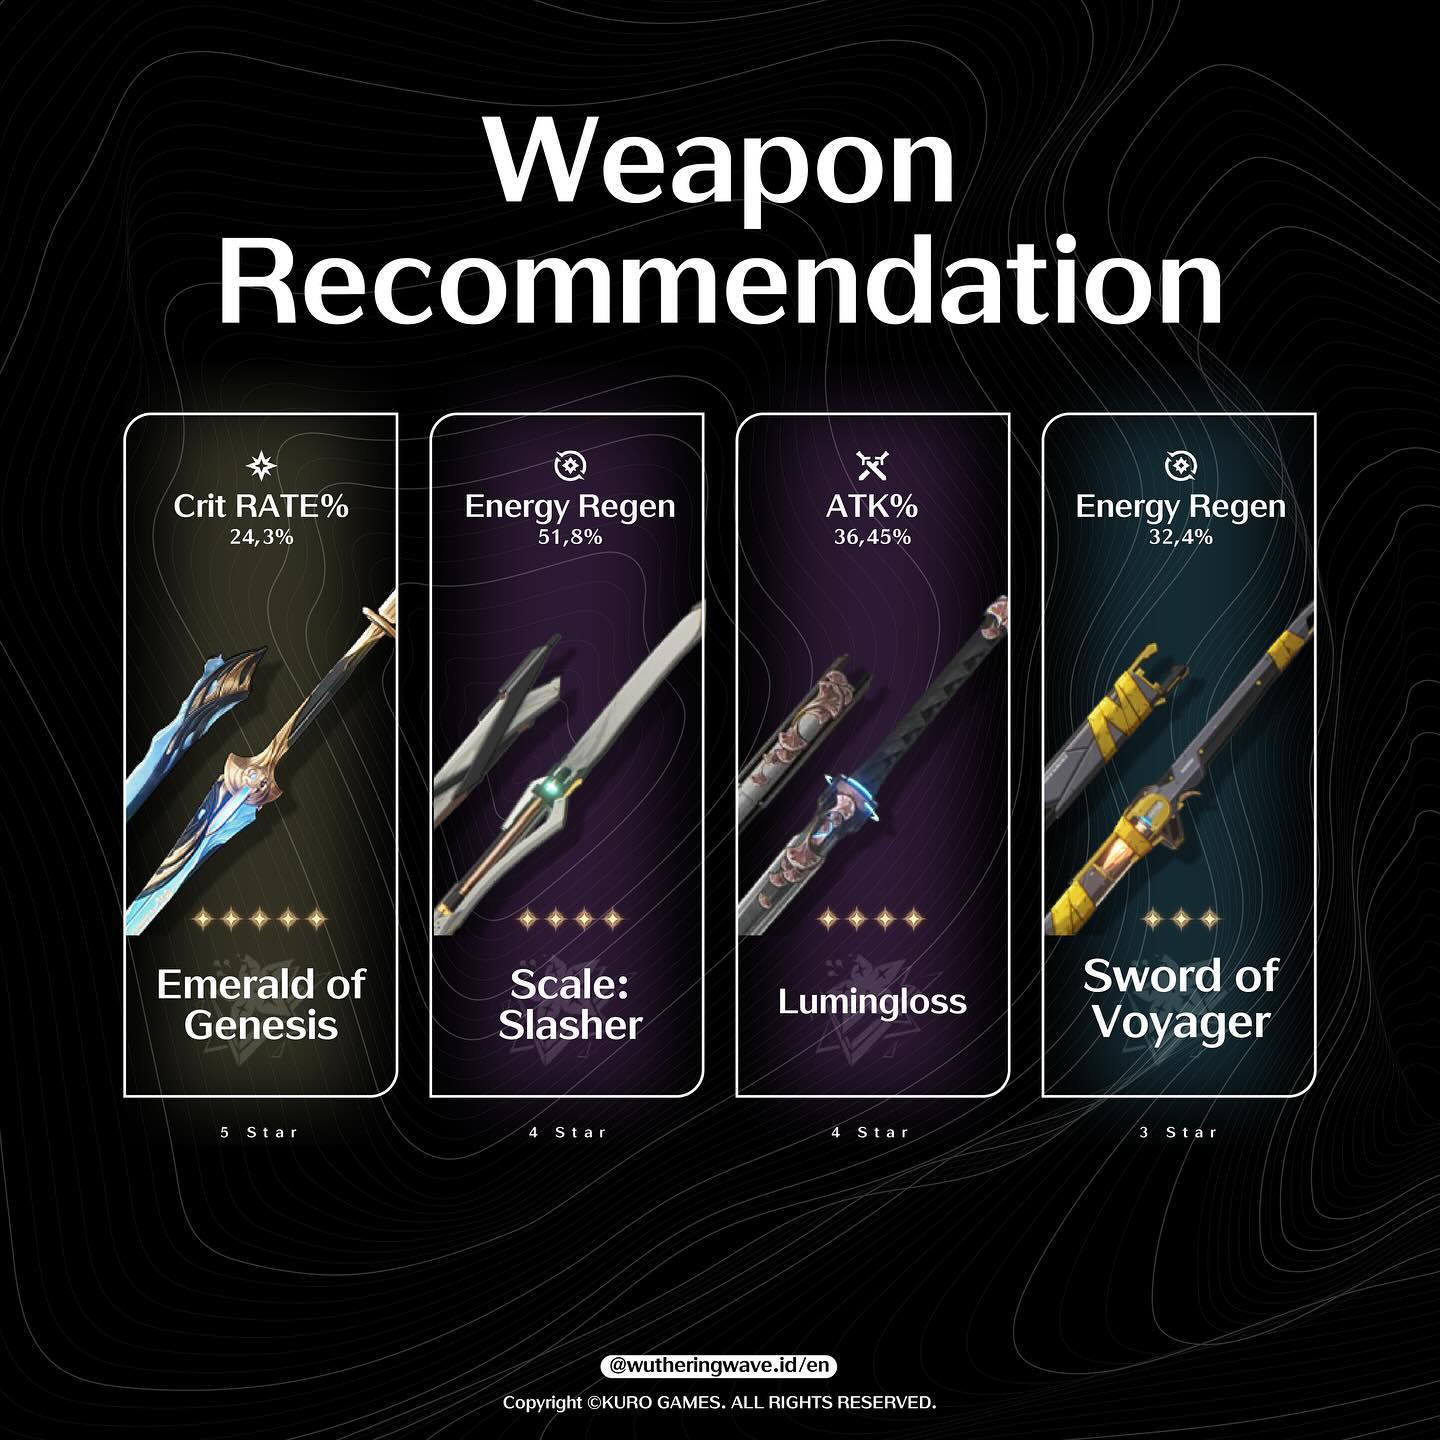 Weapon
Recommendation
Crit RATE%
24,3%
Emerald of
Genesis
5 Star
Energy Regen
51,8%
Scale:
Slasher
4 Star
ATK%
36,45%
Lumingloss
4 Star
Energy Regen
32,4%
Sword of
Voyager
3 Star
@wutheringwave.id/en
Copyright ©KURO GAMES. ALL RIGHTS RESERVED.